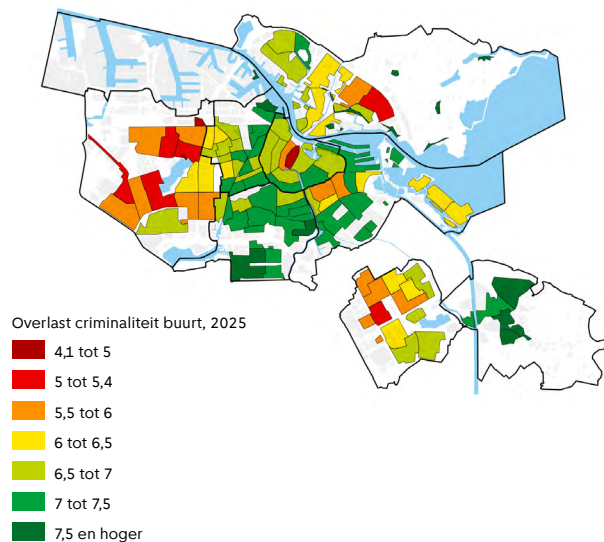 Overlast criminaliteit buurt, 2025
4,1 tot 5
5 tot 5,4
5,5 tot 6
6 tot 6,5
6,5 tot 7
7 tot 7,5
7,5 en hoger